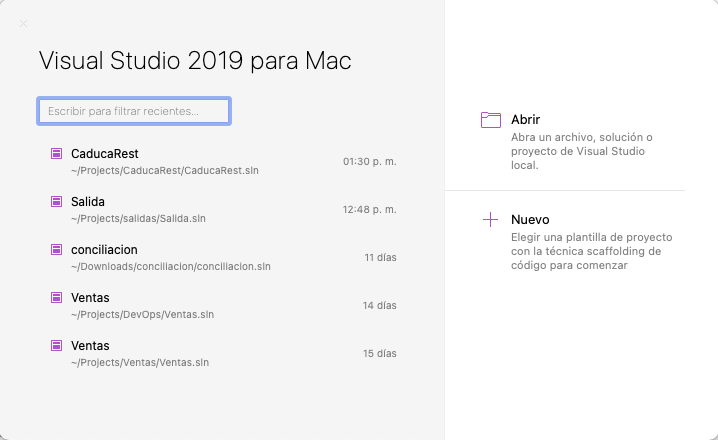 Visual Studio 2019 para Mac
Escribir para filtrar recientes...
CaducaRest
~/Projects/CaducaRest/CaducaRest.sln
01:30 p. m.
Salida
~/Projects/salidas/Salida.sln
12:48 p. m.
conciliacion
~/Downloads/conciliacion/conciliacion.sln
11 días
Ventas
~/Projects/DevOps/Ventas.sln
14 días
Ventas
~/Projects/Ventas/Ventas.sln
15 días
Abrir
Abra un archivo, solución o
proyecto de Visual Studio
local.
Nuevo
Elegir una plantilla de proyecto
con la técnica scaffolding de
código para comenzar